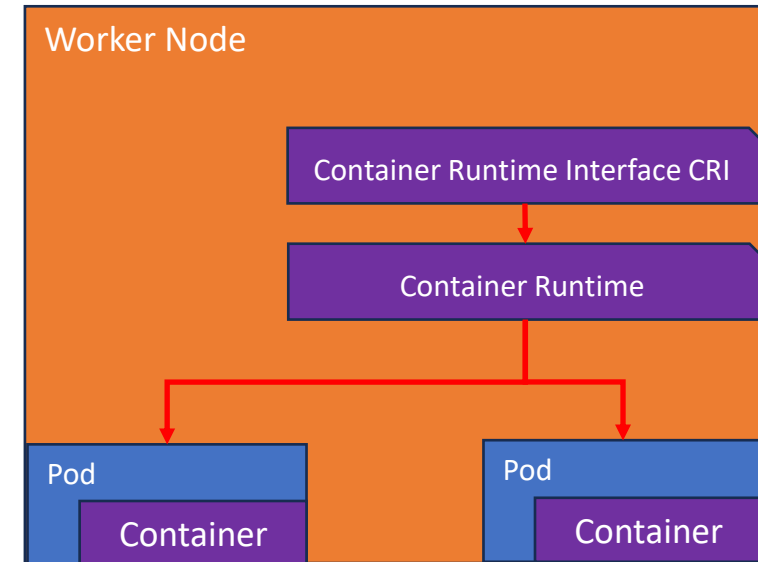 Worker Node
Container Runtime Interface CRI
Container Runtime
Pod
Pod
Container
Container